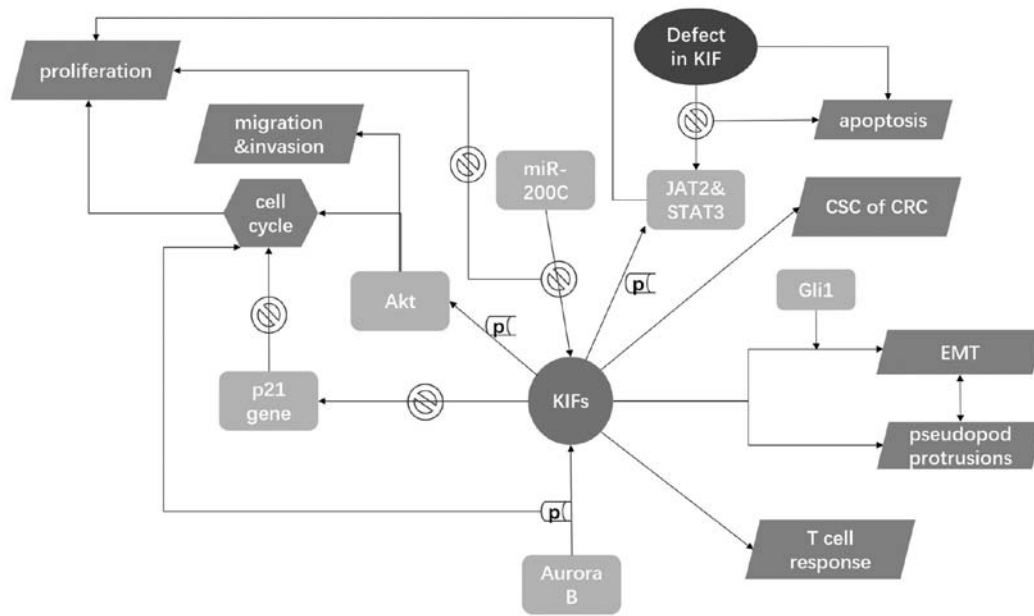 Defect
in KIF
proliferation
apoptosis
migration
&invasion
miR-
200C
JAT2&
STAT3
CSC of CRC
cell
cycle
Gli1
Akt
p
p
EMT
p21
gene
KIFs
pseudopod
protrusions
p
T cell
response
Aurora
B